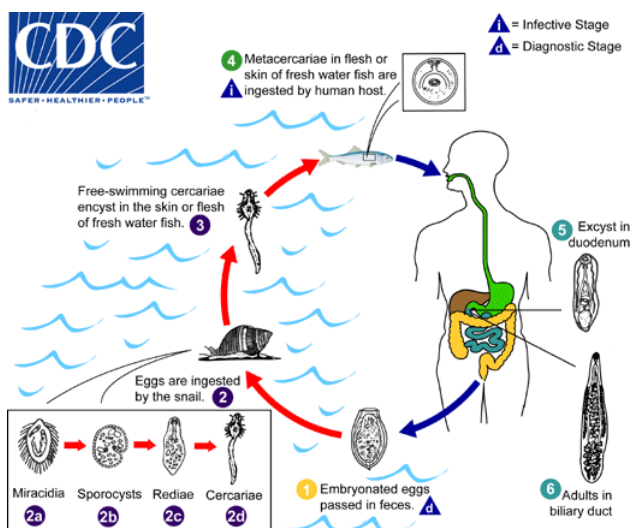 CDC
SAFER•HEALTHIER•PEOPLE™
i = Infective Stage
d = Diagnostic Stage
4 Metacercariae in flesh or
skin of fresh water fish are
i ingested by human host.
Free-swimming cercariae
encyst in the skin or flesh
of fresh water fish. 3
5 Excyst in
duodenum
Eggs are ingested
by the snail. 2
Miracidia Sporocysts Rediae Cercariae
2a 2b 2c 2d
1 Embryonated eggs
passed in feces. d
6 Adults in
biliary duct